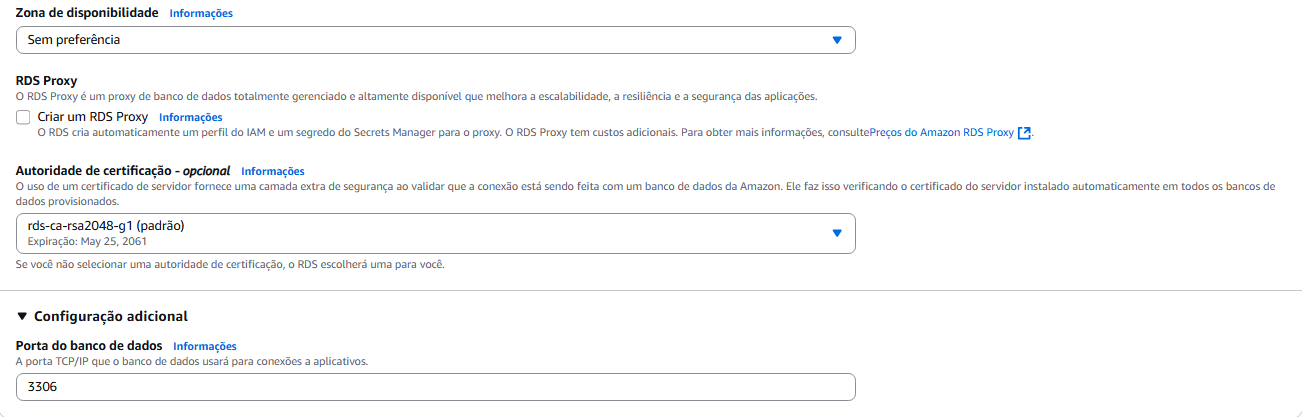 Zona de disponibilidade Informações
Sem preferência
RDS Proxy
O RDS Proxy é um proxy de banco de dados totalmente gerenciado e altamente disponível que melhora a escalabilidade, a resiliência e a segurança das aplicações.
Criar um RDS Proxy Informações
O RDS cria automaticamente um perfil do IAM e um segredo do Secrets Manager para o proxy. O RDS Proxy tem custos adicionais. Para obter mais informações, consultePreços do Amazon RDS Proxy.
Autoridade de certificação - opcional Informações
O uso de um certificado de servidor fornece uma camada extra de segurança ao validar que a conexão está sendo feita com um banco de dados da Amazon. Ele faz isso verificando o certificado do servidor instalado automaticamente em todos os bancos de
dados provisionados.
rds-ca-rsa2048-g1 (padrão)
Expiração: May 25, 2061
Se você não selecionar uma autoridade de certificação, o RDS escolherá uma para você.
Configuração adicional
Porta do banco de dados Informações
A porta TCP/IP que o banco de dados usará para conexões a aplicativos.
3306